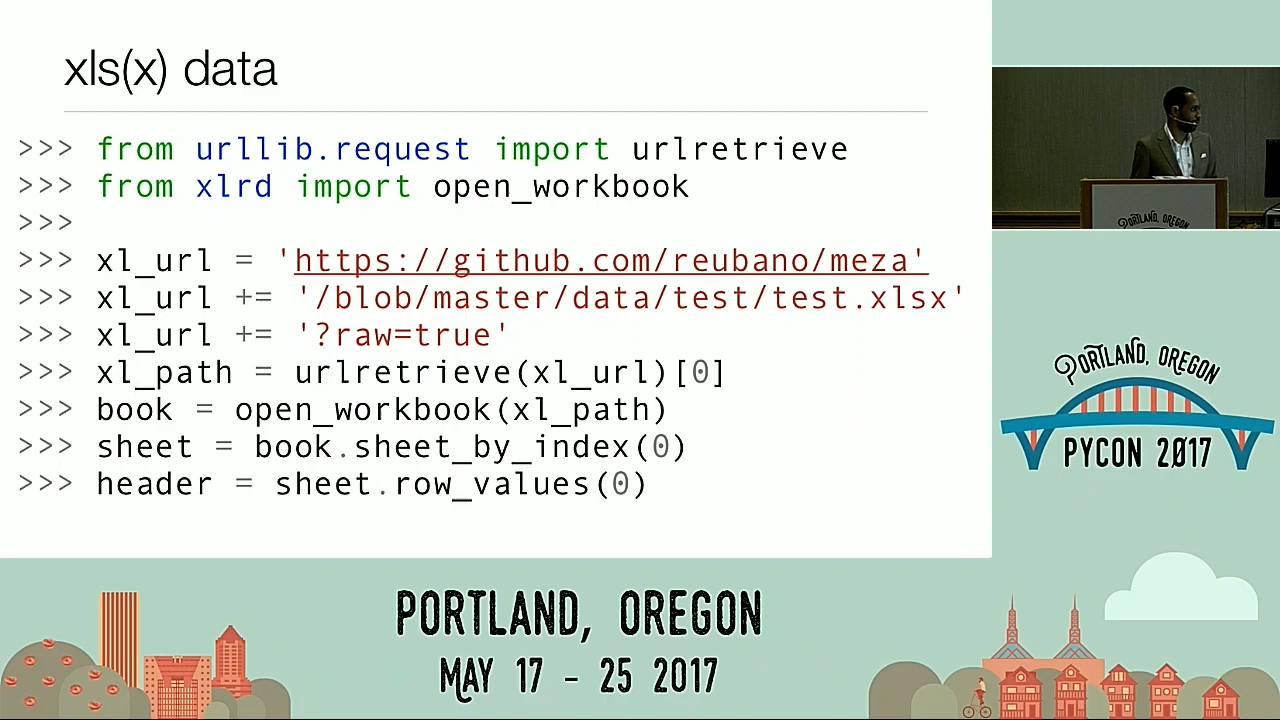 xls(x) data
>>> from urllib.request import urlretrieve
>>> from xlrd import open_workbook
>>>
>>> xl_url = 'https://github.com/reubano/meza'
>>> xl_url += '/blob/master/data/test/test.xlsx'
>>> xl_url += '?raw=true'
>>> xl_path = urlretrieve(xl_url)[0]
>>> book = open_workbook(xl_path)
>>> sheet = book.sheet_by_index(0)
>>> header = sheet.row_values(0)
PORTLAND, OREGON
PORTLAND, OREGON
PYCON 2017
PORTLAND, OREGON
MAY 17 - 25 2017